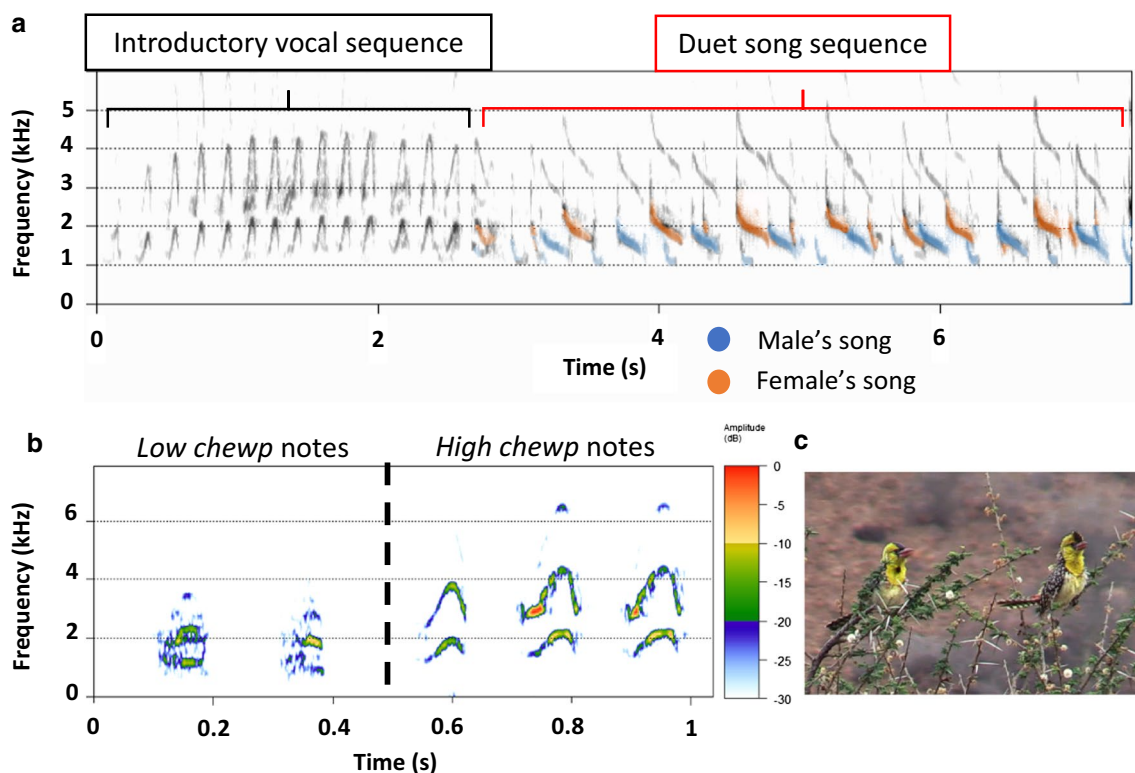 a
Introductory vocal sequence
Duet song sequence
Frequency (kHz)
5
4
3
2
1
0
0
2
4
6
Time (s)
Male's song
Female's song
b
Low chewp notes
High chewp notes
Amplitude
(dB)
c
Frequency (kHz)
6
4
2
0
0
-5
-10
-15
-20
-25
-30
0
0.2
0.4
0.6
0.8
1
Time (s)